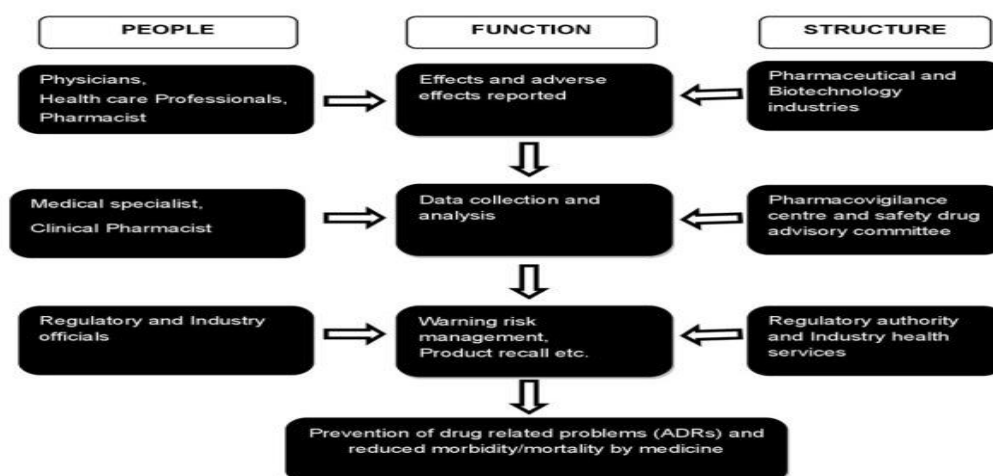 PEOPLE
FUNCTION
STRUCTURE
Physicians,
Health care Professionals,
Pharmacist
Effects and adverse
effects reported
Pharmaceutical and
Biotechnology
industries
Medical specialist,
Clinical Pharmacist
Data collection and
analysis
Pharmacovigilance
centre and safety drug
advisory committee
Regulatory and Industry
officials
Warning risk
management,
Product recall etc.
Regulatory authority
and Industry health
services
Prevention of drug related problems (ADRs) and
reduced morbidity/mortality by medicine